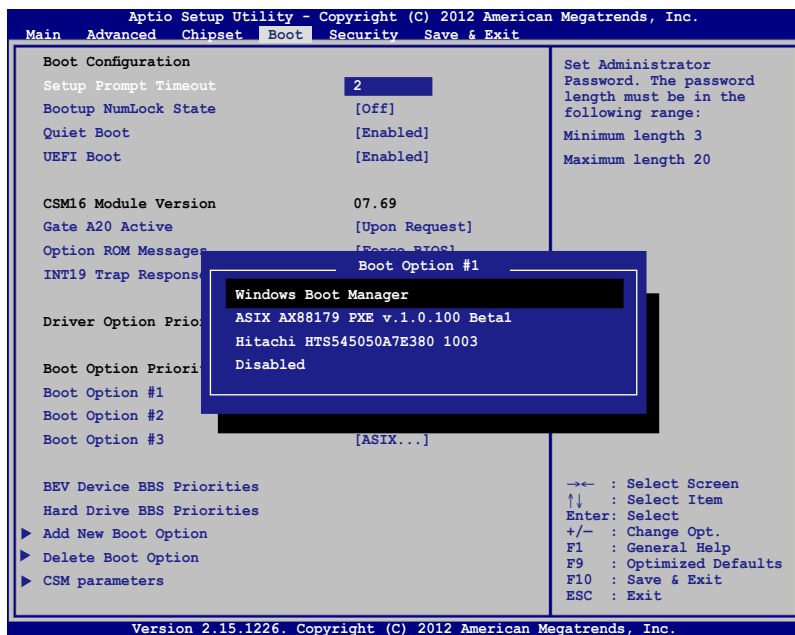 Aptio Setup Utility - Copyright (C) 2012 American Megatrends, Inc.
Main Advanced Chipset Boot Security Save & Exit
Boot Configuration
Setup Prompt Timeout 2
Bootup NumLock State [Off]
Quiet Boot [Enabled]
UEFI Boot [Enabled]
CSM16 Module Version 07.69
Gate A20 Active [Upon Request]
Option ROM Messages [Force BIOS]
INT19 Trap Response
Driver Option Prio
Boot Option Priori
Boot Option #1
Boot Option #2
Boot Option #3 [ASIX...]
BEV Device BBS Priorities
Hard Drive BBS Priorities
Add New Boot Option
Delete Boot Option
CSM parameters
Boot Option #1
Windows Boot Manager
ASIX AX88179 PXE v.1.0.100 Beta1
Hitachi HTS545050A7E380 1003
Disabled
Set Administrator
Password. The password
length must be in the
following range:
Minimum length 3
Maximum length 20
→← : Select Screen
↑↓ : Select Item
Enter: Select
+/— : Change Opt.
F1 : General Help
F9 : Optimized Defaults
F10 : Save & Exit
ESC : Exit
Version 2.15.1226. Copyright (C) 2012 American Megatrends, Inc.